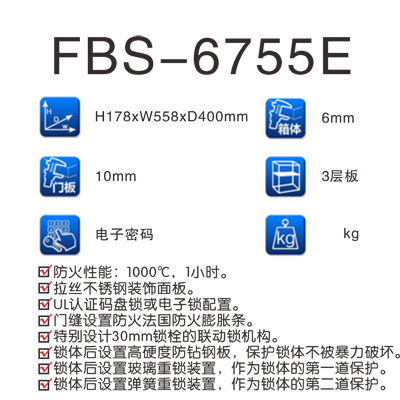 FBS-6755E
H178xW558xD400mm
箱体 6mm
门板 10mm
3层板
电子密码
kg kg
防火性能：1000℃，1小时。
拉丝不锈钢装饰面板。
UL认证码盘锁或电子锁配置。
门缝设置防火法国防火膨胀条。
特别设计30mm锁栓的联动锁机构。
锁体后设置高硬度防钻钢板，保护锁体不被暴力破坏。
锁体后设置玻璃重锁装置，作为锁体的第一道保护。
锁体后设置弹簧重锁装置，作为锁体的第二道保护。